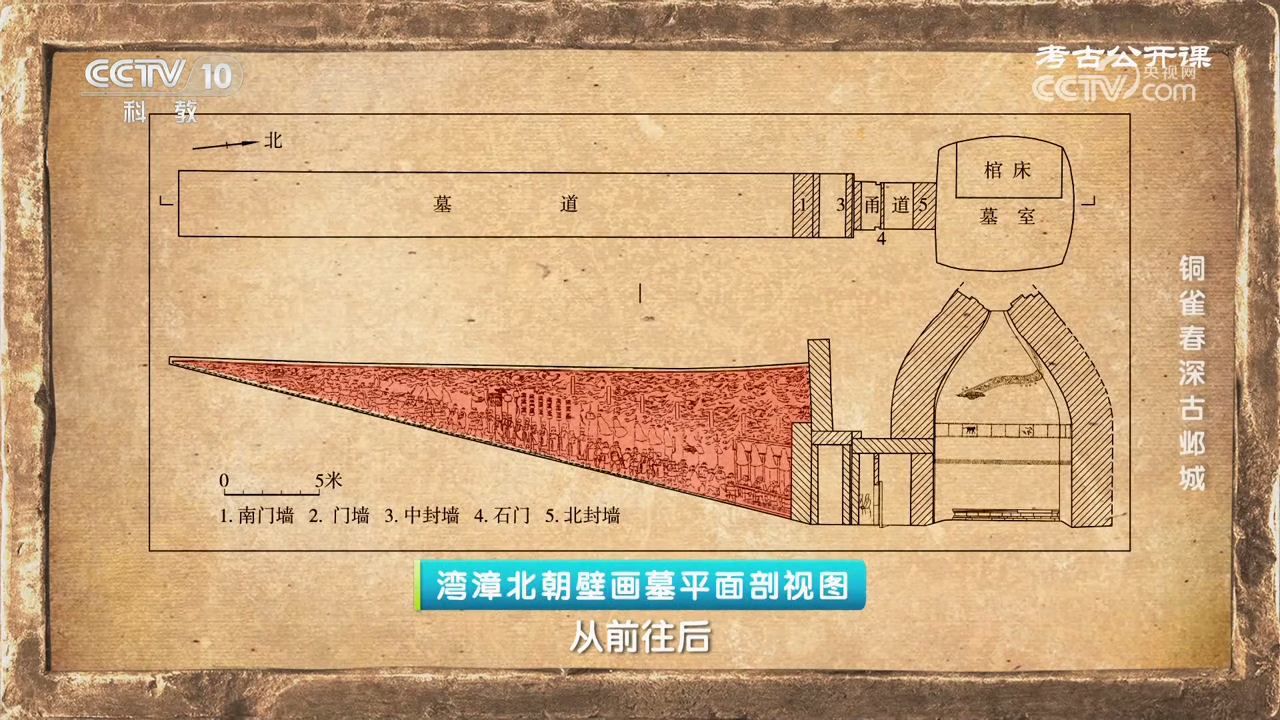 CCTV 10
科教
考古公开课
央视网
CCTV.com
北
墓道
1 3 甬道 5
4
棺床
墓室
铜雀春深古邺城
0 5米
1. 南门墙 2. 门墙 3. 中封墙 4. 石门 5. 北封墙
湾漳北朝壁画墓平面剖视图
从前往后